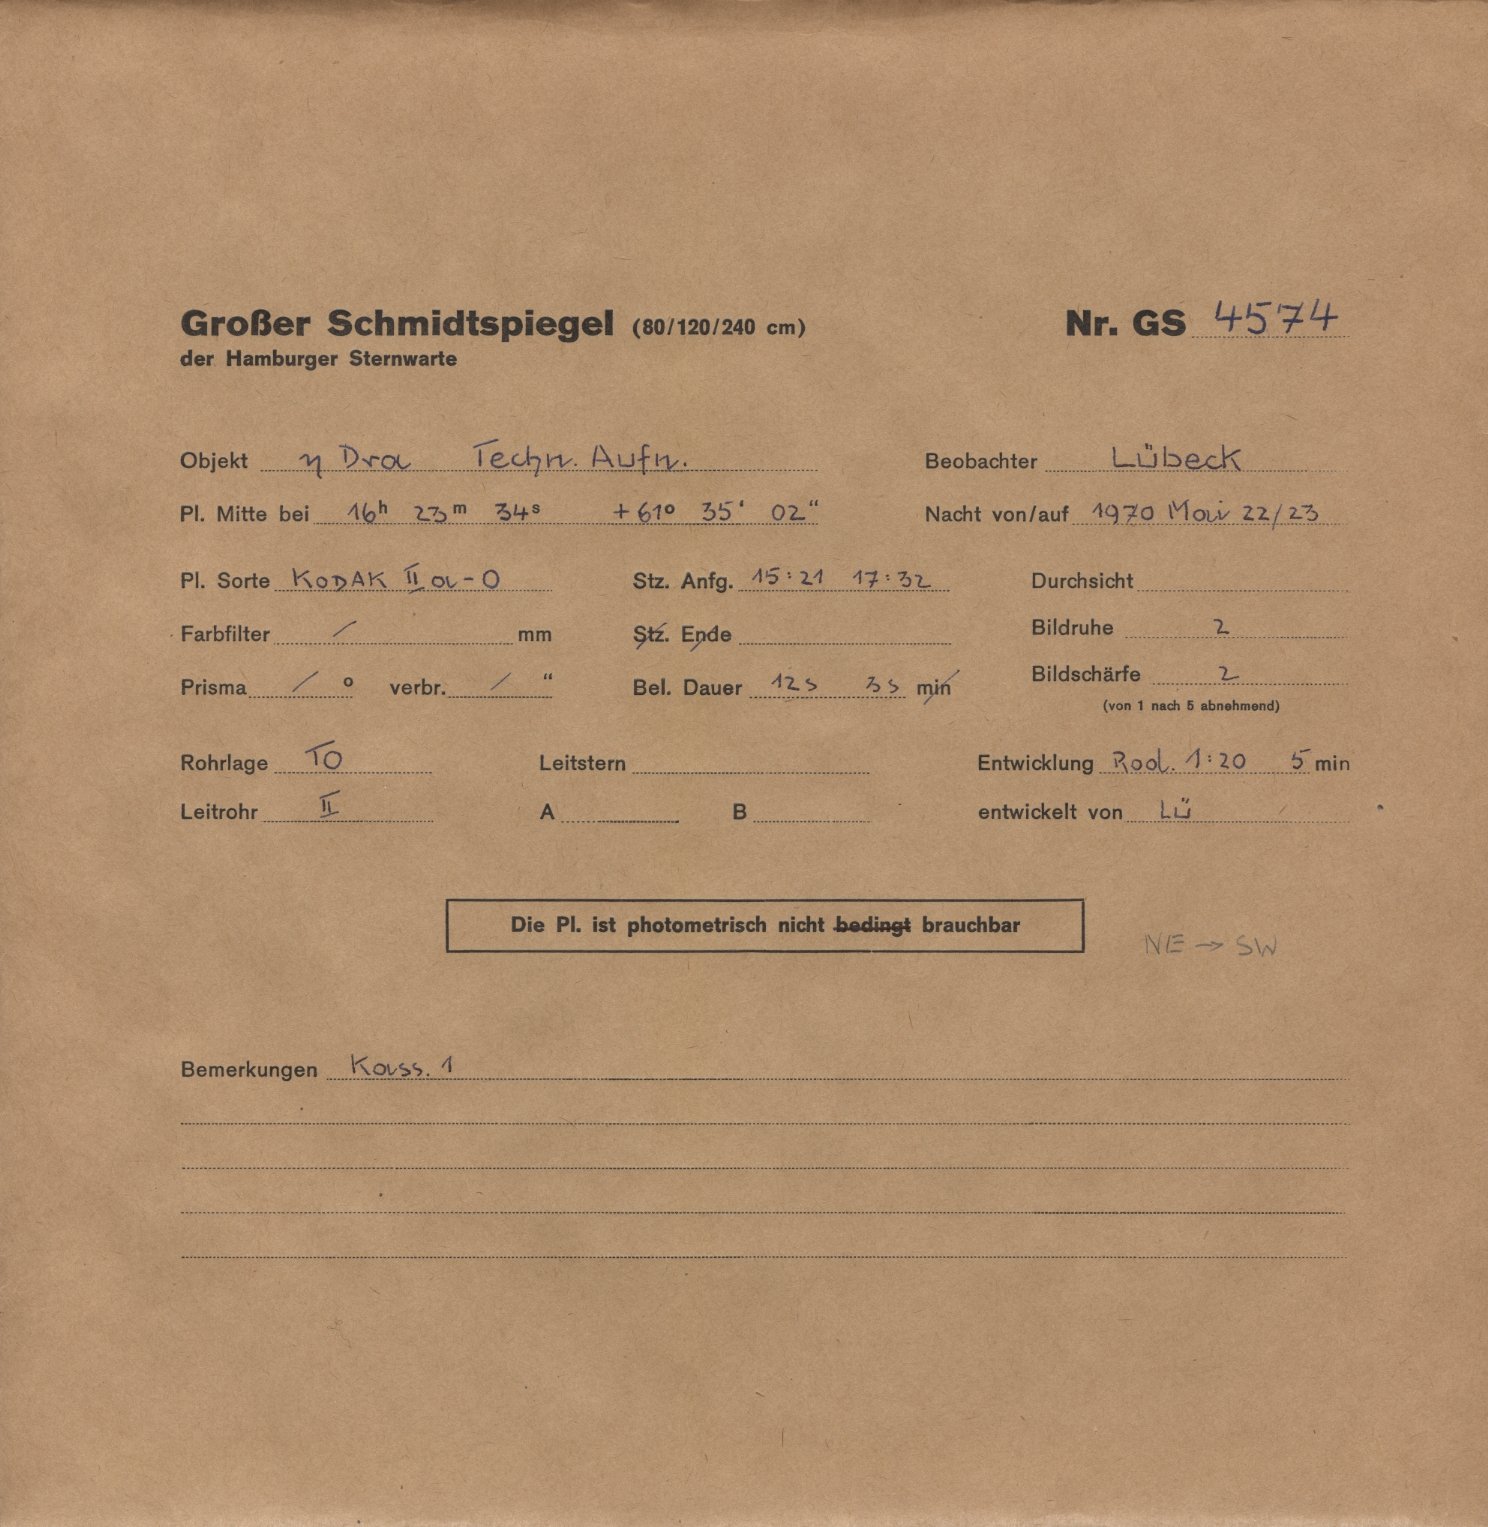 Großer Schmidtspiegel (80/120/240 cm) Nr. GS 4574
der Hamburger Sternwarte
Objekt η Dra Techn. Aufn. Beobachter Lübeck
Pl. Mitte bei 16h 23m 34s +61° 35' 02" Nacht von/auf 1970 Mai 22/23
Pl. Sorte KODAK II a-O Stz. Anfg. 15:21 17:32 Durchsicht
Farbfilter / mm Stz. Ende Bildruhe 2
Prisma / ° verbr. / " Bel. Dauer 12s 3s min Bildschärfe 2
(von 1 nach 5 abnehmend)
Rohrlage TO Leitstern Entwicklung Rod. 1:20 5 min
Leitrohr II A B entwickelt von Lü
Die Pl. ist photometrisch nicht bedingt brauchbar
NE → SW
Bemerkungen Kass. 1